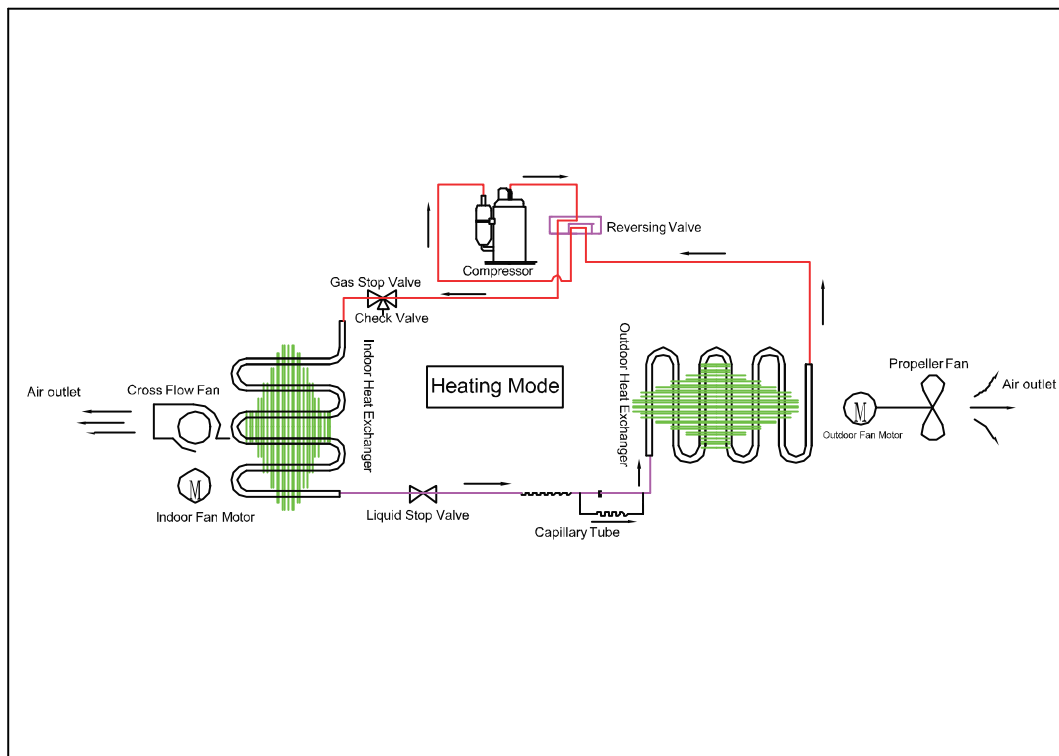 Reversing Valve
Compressor
Gas Stop Valve
Check Valve
Indoor Heat Exchanger
Outdoor Heat Exchanger
Heating Mode
Cross Flow Fan
Air outlet
M
Indoor Fan Motor
Propeller Fan
Air outlet
M
Outdoor Fan Motor
Liquid Stop Valve
Capillary Tube